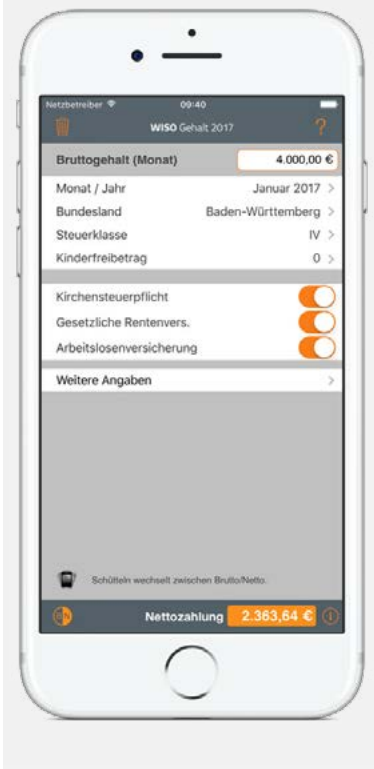 Netzbetreiber 09:40
WISO Gehalt 2017 ?
Bruttogehalt (Monat) 4.000,00 €
Monat / Jahr Januar 2017 >
Bundesland Baden-Württemberg >
Steuerklasse IV >
Kinderfreibetrag 0 >
Kirchensteuerpflicht
Gesetzliche Rentenvers.
Arbeitslosenversicherung
Weitere Angaben >
Schütteln wechselt zwischen Brutto/Netto.
Nettozahlung 2.363,64 € i